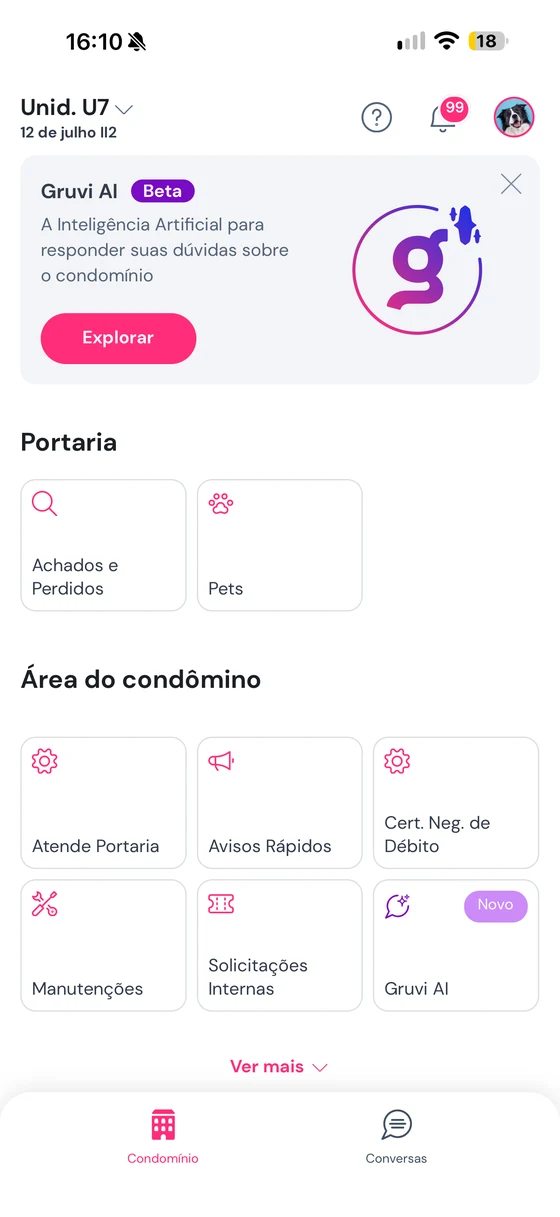 16:10
18
Unid. U7
12 de julho II2
99
Gruvi AI Beta
A Inteligência Artificial para
responder suas dúvidas sobre
o condomínio
Explorar
g
Portaria
Achados e
Perdidos
Pets
Área do condômino
Atende Portaria
Avisos Rápidos
Cert. Neg. de
Débito
Manutenções
Solicitações
Internas
Novo
Gruvi AI
Ver mais
Condomínio
Conversas